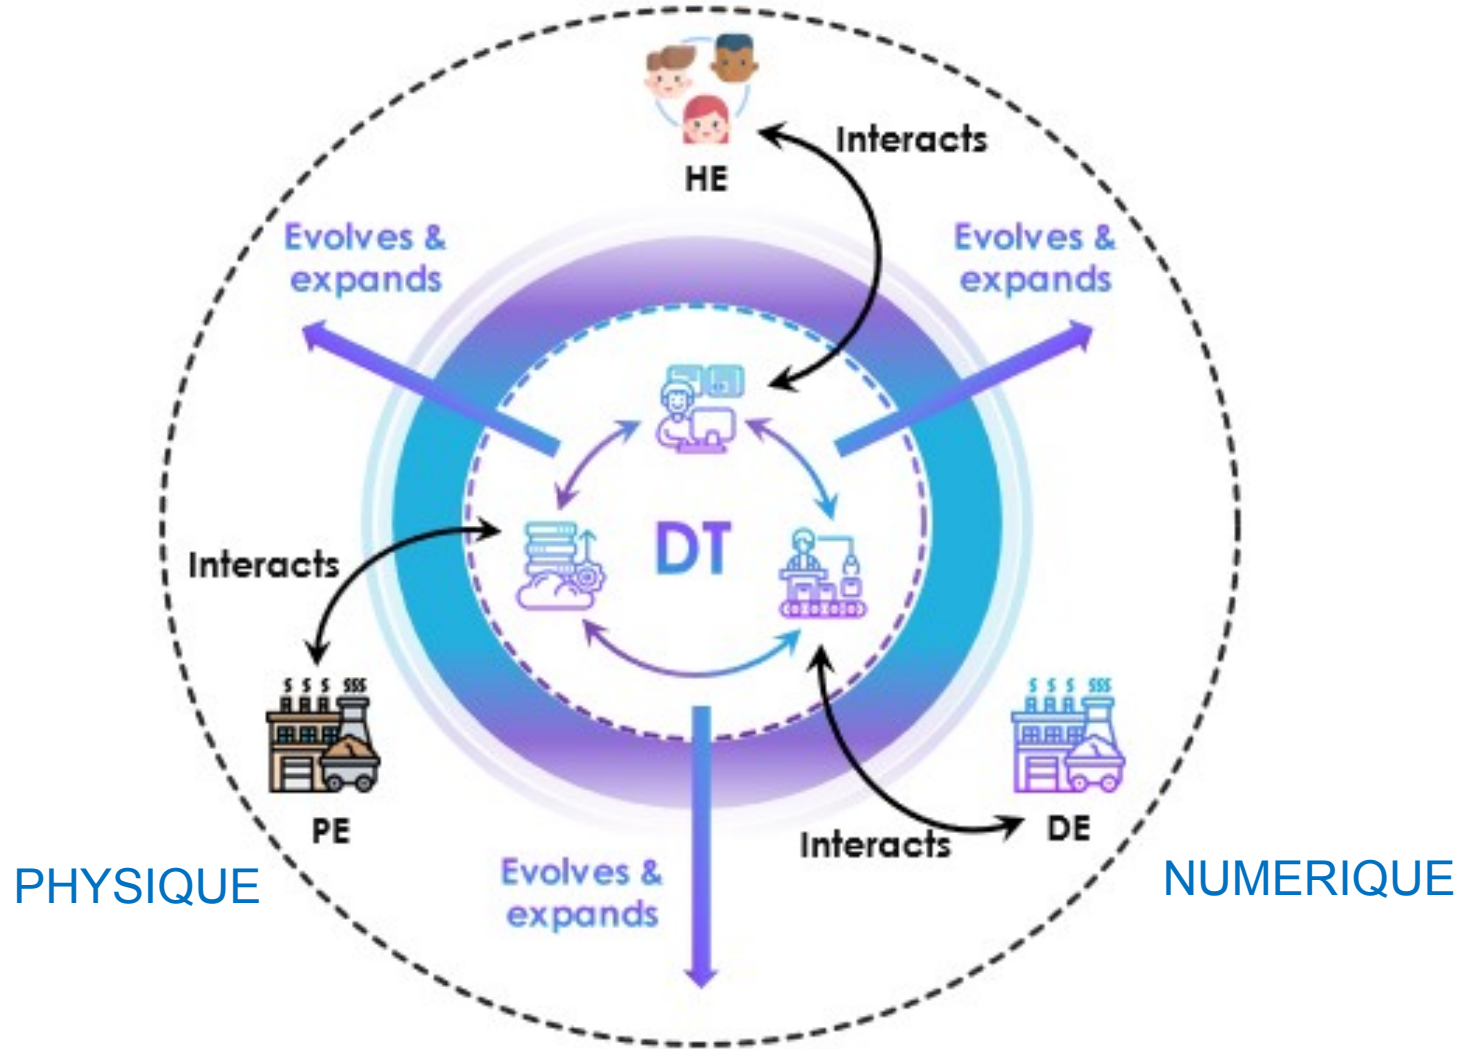 Interacts
HE
Evolves &
expands
Evolves &
expands
DT
Interacts
$ $ $ $$$
$ $ $ $$$
PE
Interacts
DE
Evolves &
expands
PHYSIQUE
NUMERIQUE